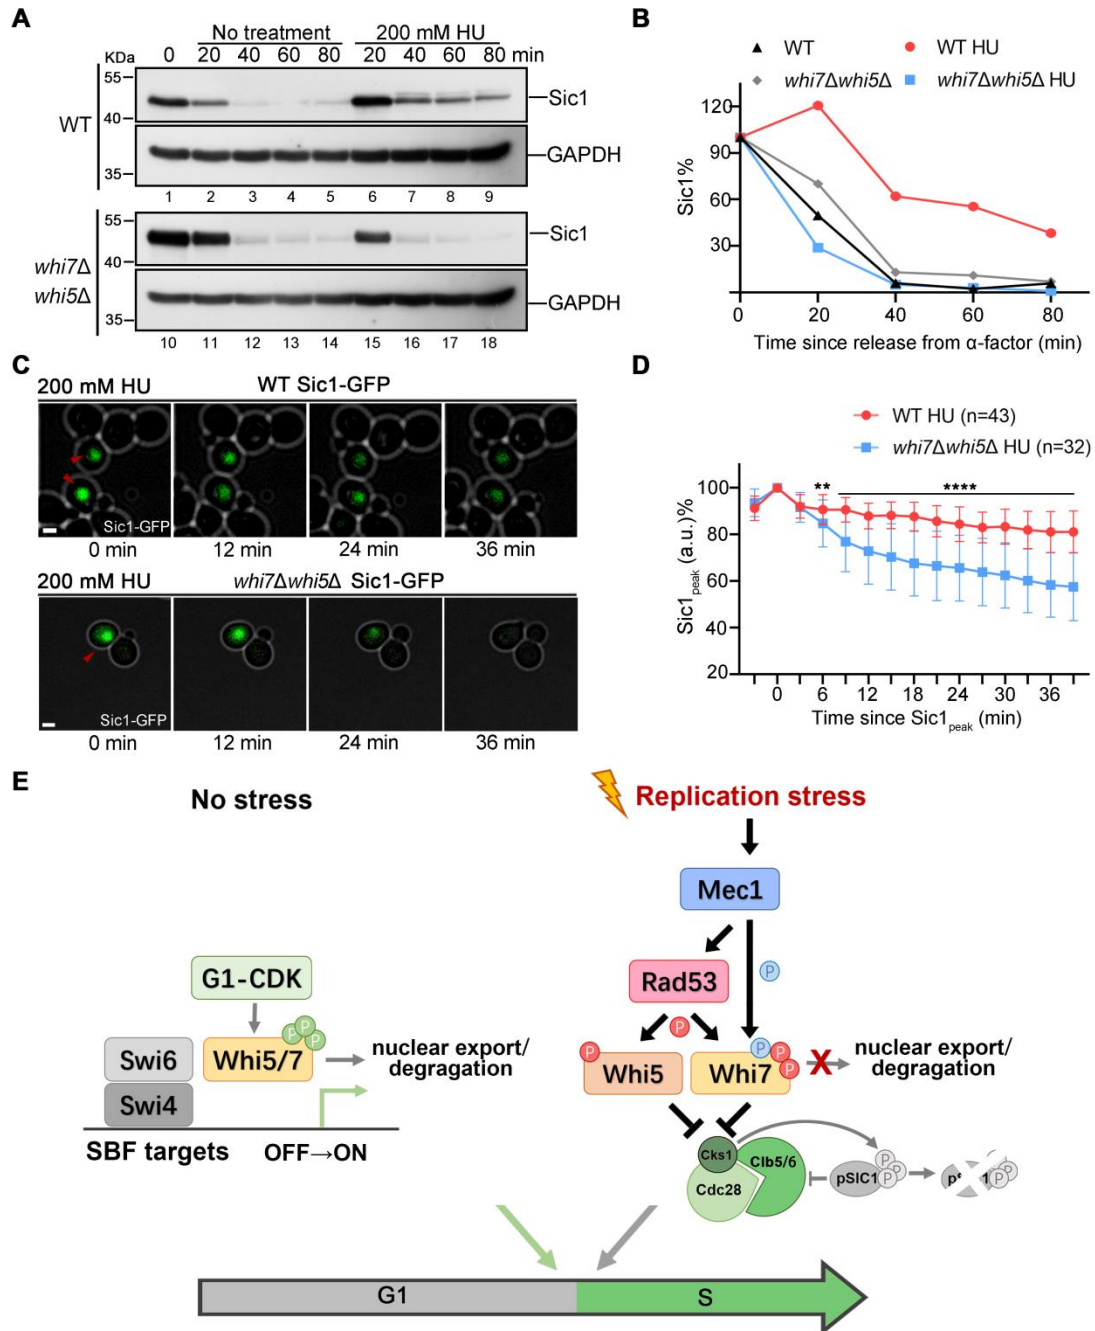 A
No treatment 200 mM HU
KDa 0 20 40 60 80 20 40 60 80 min
55
40
Sic1
WT
GAPDH
35
1 2 3 4 5 6 7 8 9
55
Sic1
40
whi7Δ
whi5Δ
GAPDH
35
10 11 12 13 14 15 16 17 18
B
WT WT HU
whi7Δwhi5Δ whi7Δwhi5Δ HU
120
90
60
30
Sic1%
0 20 40 60 80
Time since release from α-factor (min)
C
200 mM HU WT Sic1-GFP
Sic1-GFP
0 min 12 min 24 min 36 min
200 mM HU whi7Δwhi5Δ Sic1-GFP
Sic1-GFP
0 min 12 min 24 min 36 min
D
WT HU (n=43)
whi7Δwhi5Δ HU (n=32)
** ****
100
80
60
40
20
Sic1peak (a.u.)%
0 6 12 18 24 30 36
Time since Sic1peak (min)
E
No stress
Replication stress
Mec1
P
G1-CDK
Rad53
P P P
P
Swi6 Whi5/7
nuclear export/
degragation
P Whi5 Whi7 P P P
X
nuclear export/
degragation
Swi4
SBF targets OFF→ON
Cks1 Clb5/6
Cdc28
pSIC1 P P P
P P
G1 S